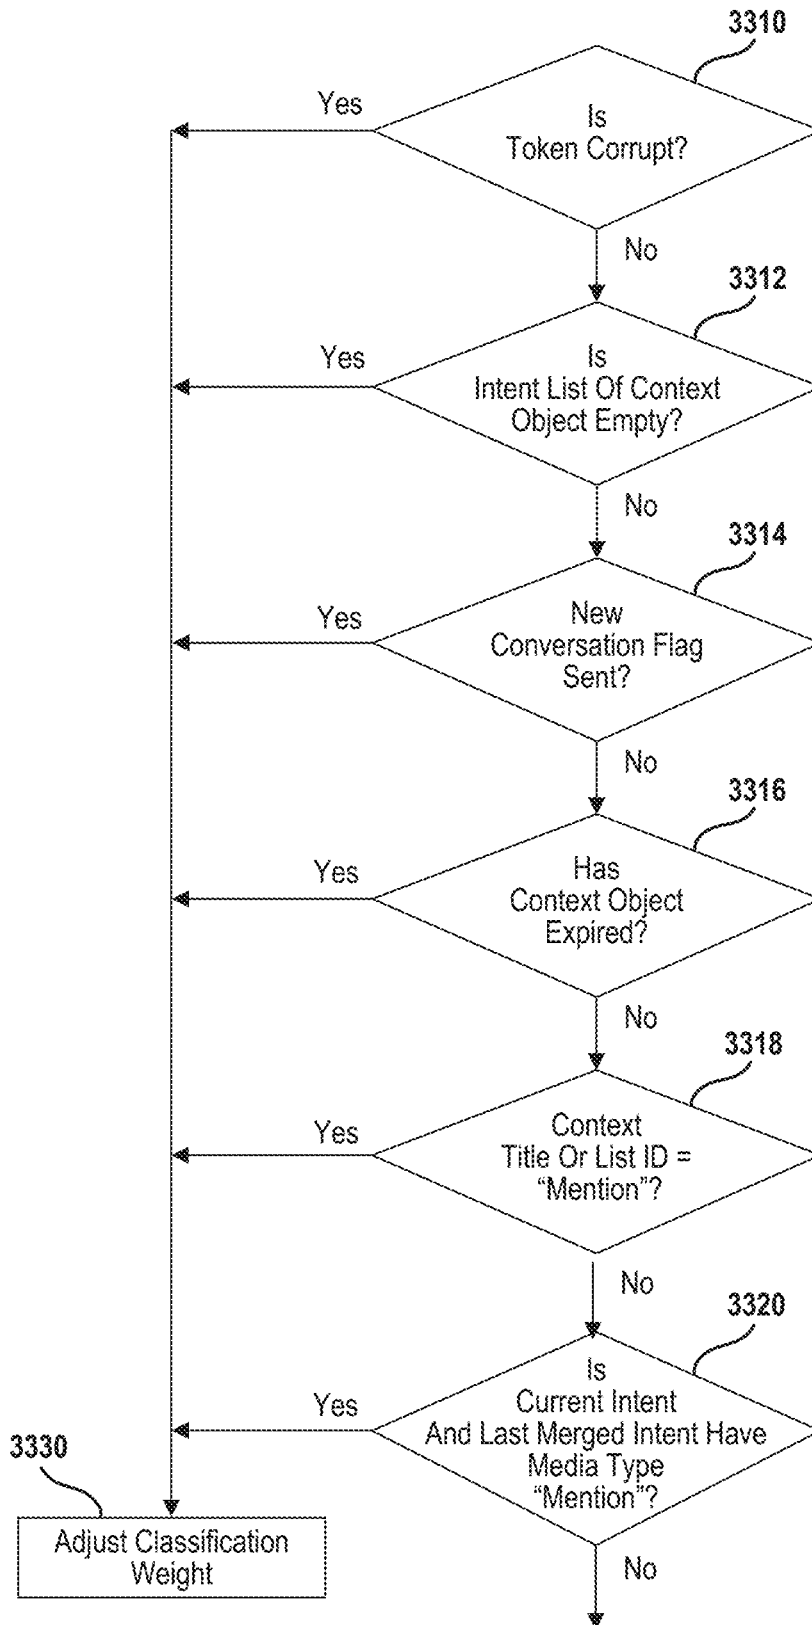 3310
Yes
Is
Token Corrupt?
No
3312
Yes
Is
Intent List Of Context
Object Empty?
No
3314
Yes
New
Conversation Flag
Sent?
No
3316
Yes
Has
Context Object
Expired?
No
3318
Yes
Context
Title Or List ID =
“Mention”?
No
3320
Yes
Is
Current Intent
And Last Merged Intent Have
Media Type
“Mention”?
3330
Adjust Classification
Weight
No